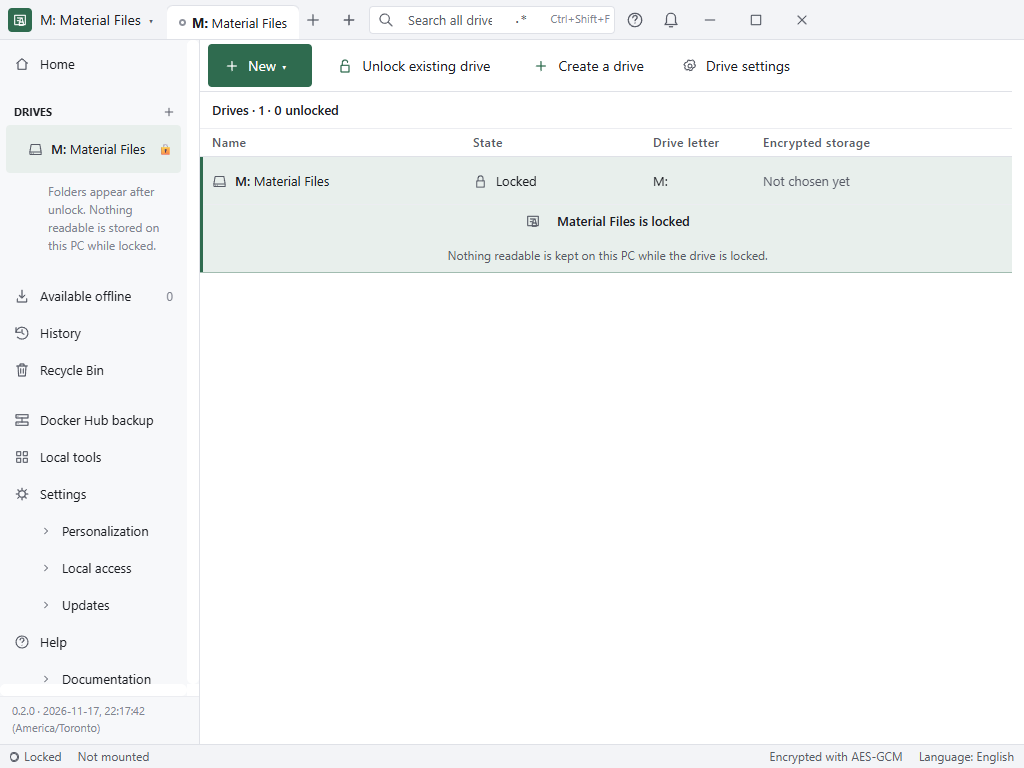 M: Material Files
M: Material Files
Search all drive
.*
Ctrl+Shift+F
Home
DRIVES
M: Material Files
Folders appear after
unlock. Nothing
readable is stored on
this PC while locked.
Available offline 0
History
Recycle Bin
Docker Hub backup
Local tools
Settings
Personalization
Local access
Updates
Help
Documentation
0.2.0 · 2026-11-17, 22:17:42
(America/Toronto)
New
Unlock existing drive
Create a drive
Drive settings
Drives · 1 · 0 unlocked
Name State Drive letter Encrypted storage
M: Material Files Locked M: Not chosen yet
Material Files is locked
Nothing readable is kept on this PC while the drive is locked.
Locked Not mounted Encrypted with AES-GCM Language: English